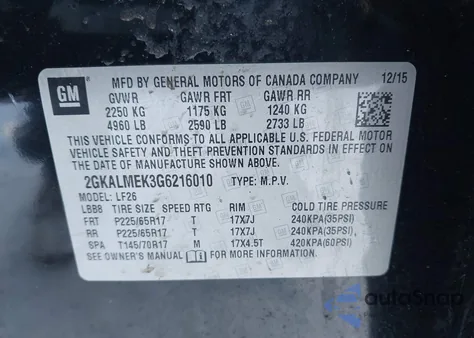 GM
MFD BY GENERAL MOTORS OF CANADA COMPANY 12/15
GVWR GAWR FRT GAWR RR
2250 KG 1175 KG 1240 KG
4960 LB 2590 LB 2733 LB
THIS VEHICLE CONFORMS TO ALL APPLICABLE U.S. FEDERAL MOTOR
VEHICLE SAFETY AND THEFT PREVENTION STANDARDS IN EFFECT ON
THE DATE OF MANUFACTURE SHOWN ABOVE.
2GKALMEK3G6216010 TYPE: M.P.V.
MODEL: LF26
LBBB TIRE SIZE SPEED RTG RIM COLD TIRE PRESSURE
FRT P225/65R17 T 17X7J 240KPA(35PSI)
RR P225/65R17 T 17X7J 240KPA(35PSI)
SPA T145/70R17 M 17X4.5T 420KPA(60PSI)
SEE OWNER'S MANUAL FOR MORE INFORMATION
autoSnap